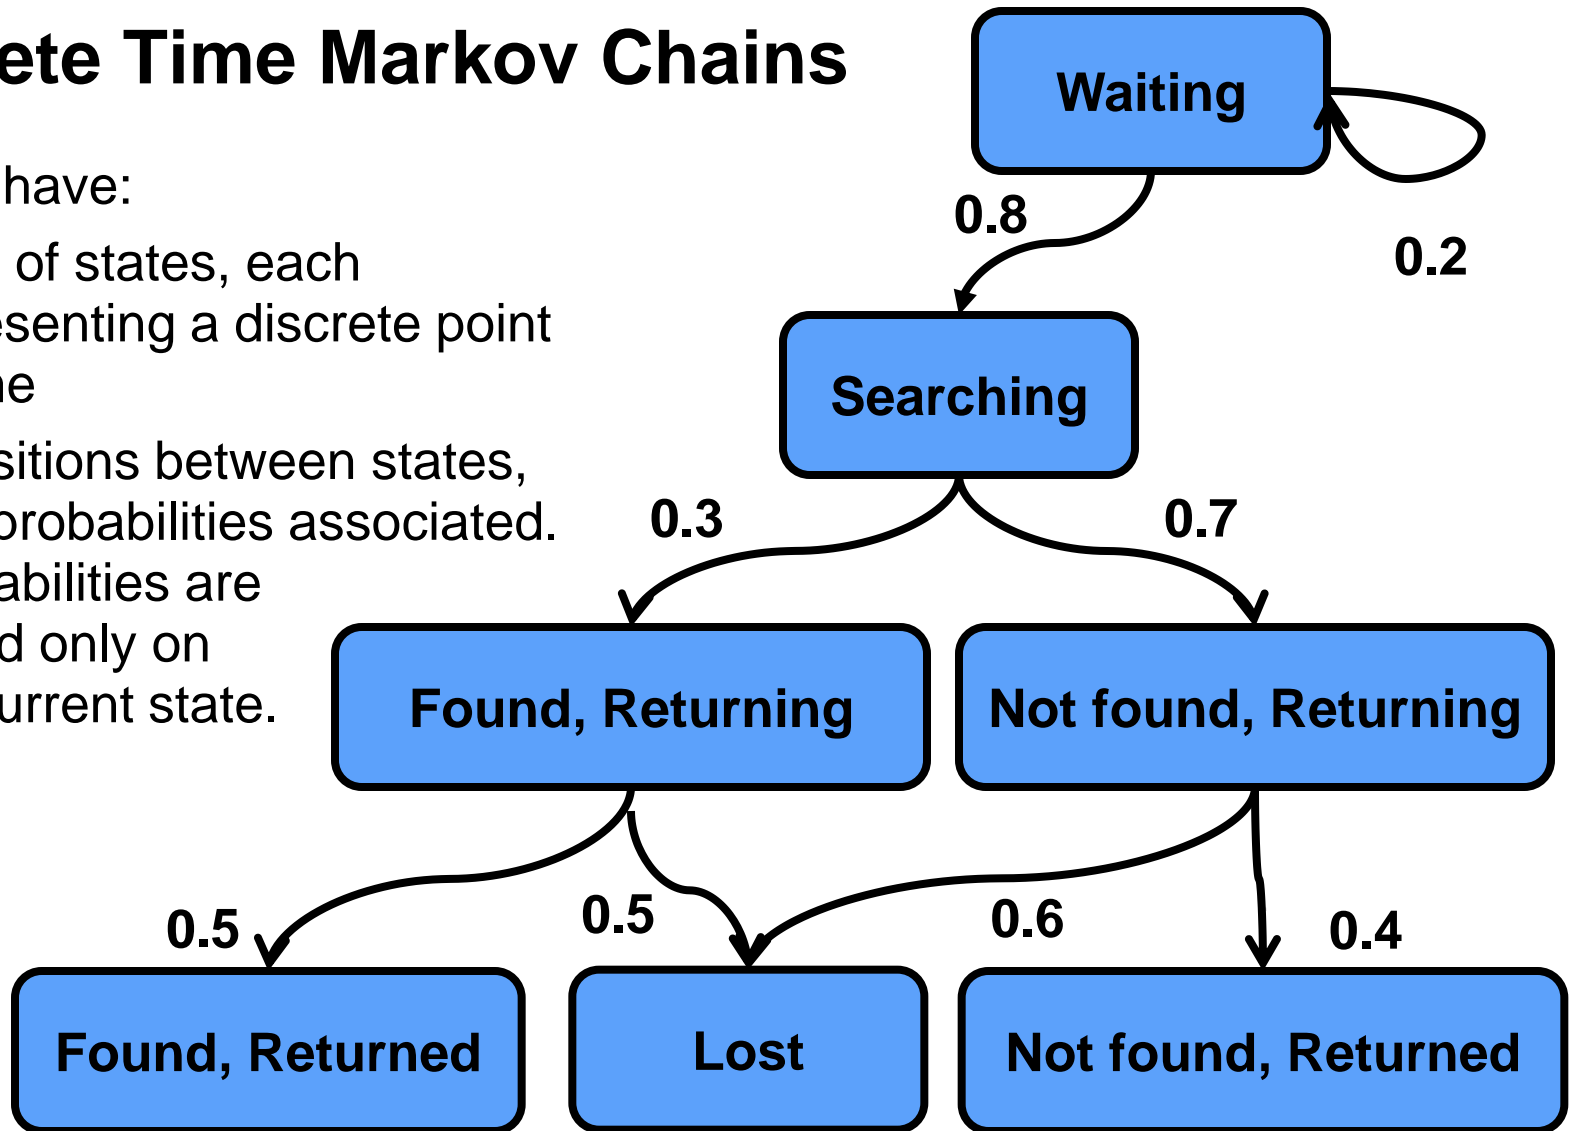 ete Time Markov Chains
have:
of states, each
esenting a discrete point
ne
sitions between states,
probabilities associated.
abilities are
d only on
urrent state.
Waiting
0.8
0.2
Searching
0.3
0.7
Found, Returning
Not found, Returning
0.5
0.5
0.6
0.4
Found, Returned
Lost
Not found, Returned